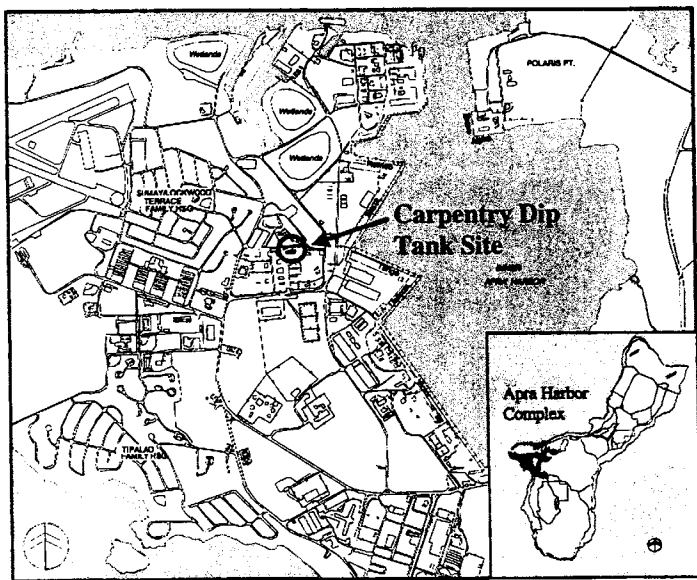 Wetlands
POLARIS PT.
Wetlands
Wetlands
SUMAY/LOCKWOOD
TERRACE
FAMILY HSG
Carpentry Dip
Tank Site
INNER
APRA HARBOR
Apra Harbor
Complex
TIPALAO
FAMILY HSG